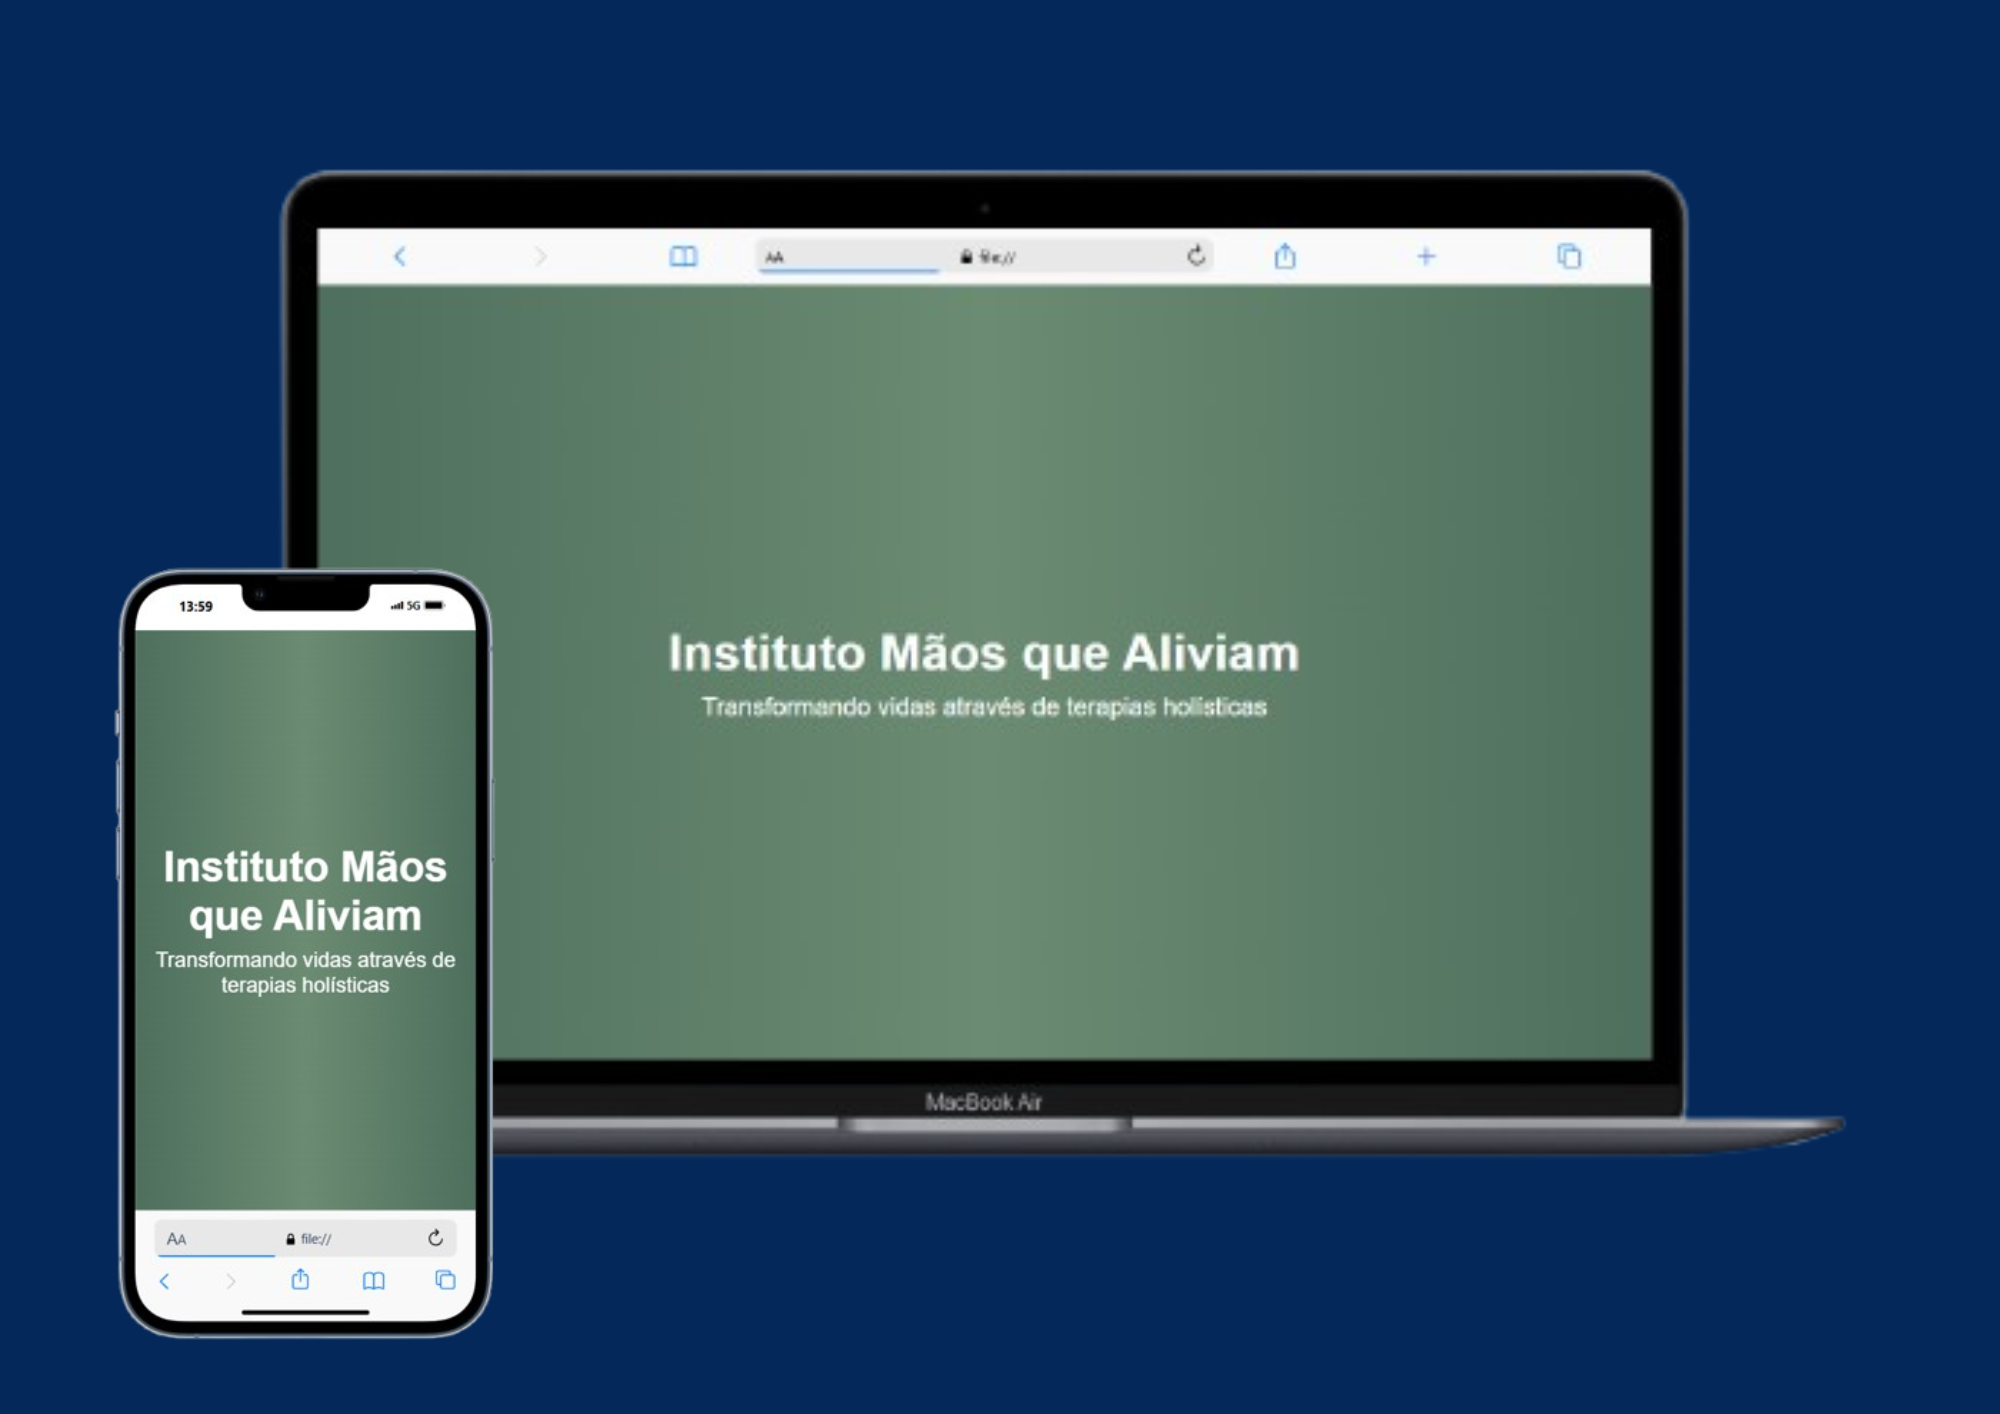 AA file://
Instituto Mãos que Aliviam
Transformando vidas através de terapias holísticas
MacBook Air
13:59 5G
Instituto Mãos
que Aliviam
Transformando vidas através de
terapias holísticas
AA file://